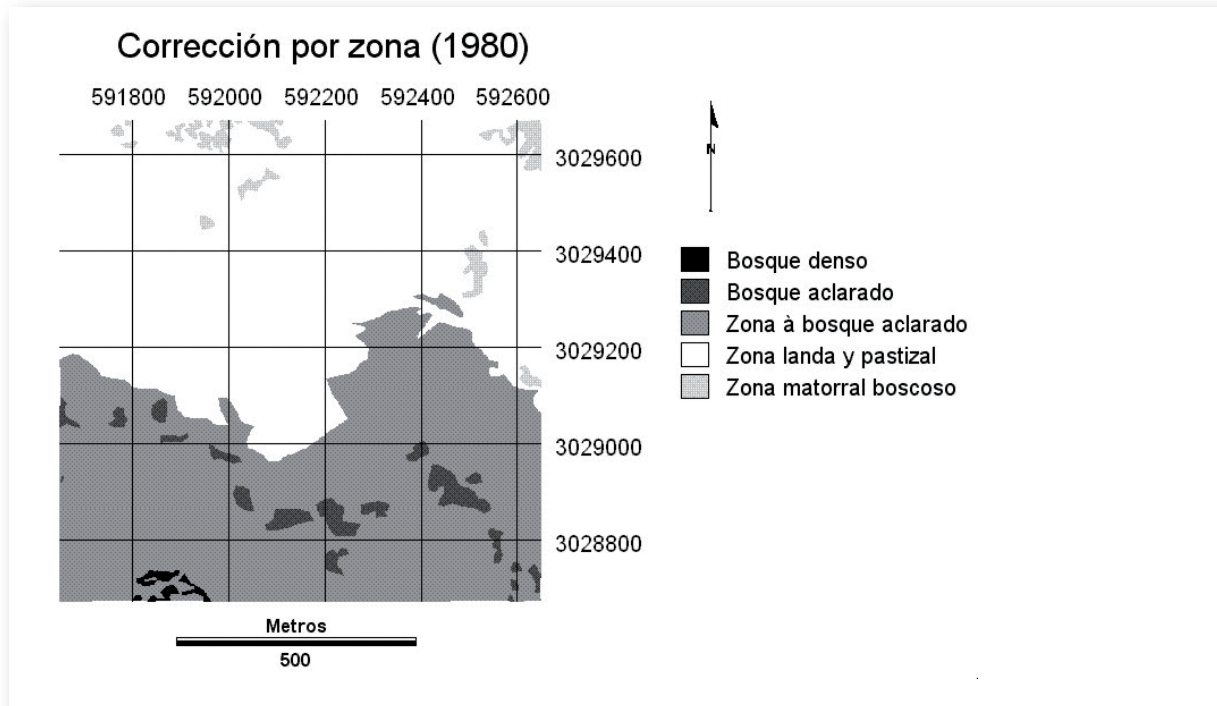 Corrección por zona (1980)
591800 592000 592200 592400 592600
N
3029600
3029400
3029200
3029000
3028800
Bosque denso
Bosque aclarado
Zona à bosque aclarado
Zona landa y pastizal
Zona matorral boscoso
Metros
500